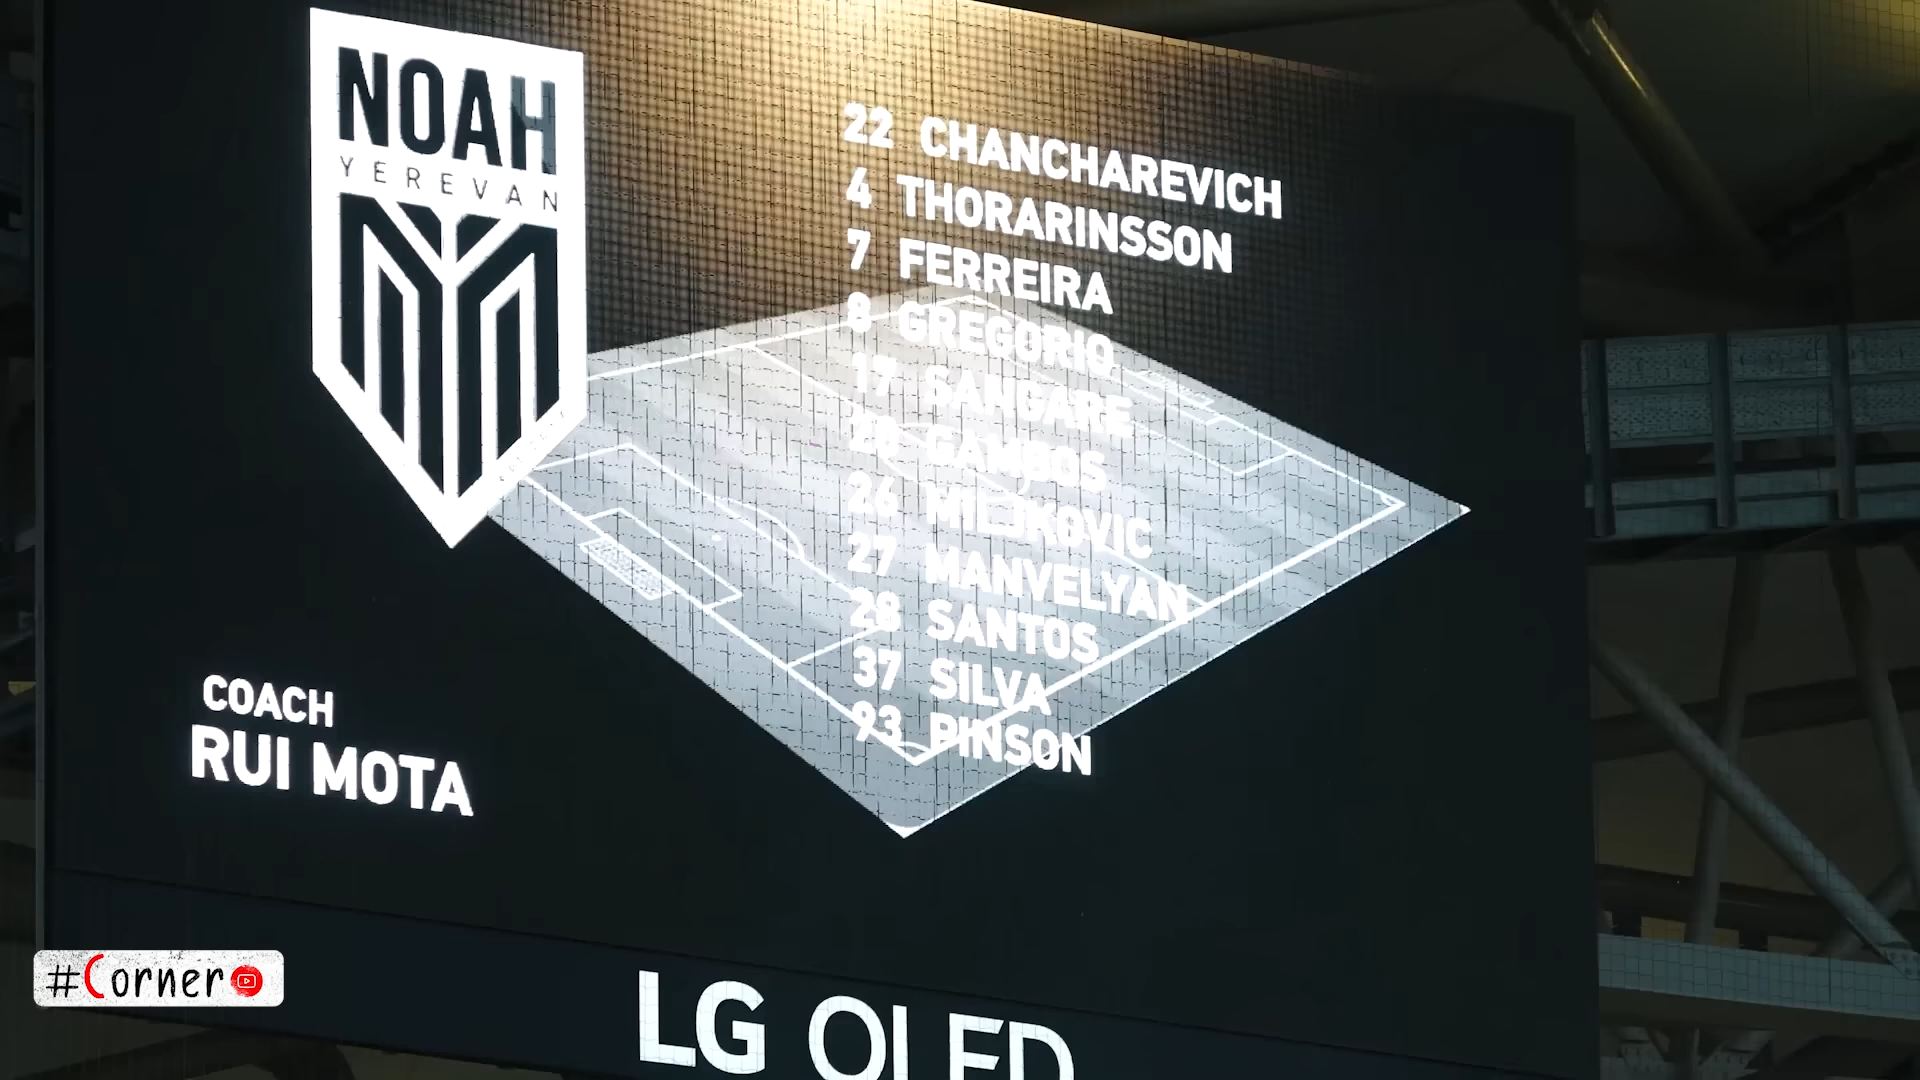 NOAH
YEREVAN
22 CHANCHAREVICH
4 THORARINSSON
7 FERREIRA
8 GREGORIO
17 SANGARE
20 GAMBOS
26 MILJKOVIC
27 MANVELYAN
28 SANTOS
37 SILVA
93 PINSON
COACH
RUI MOTA
#Corner
LG OLED